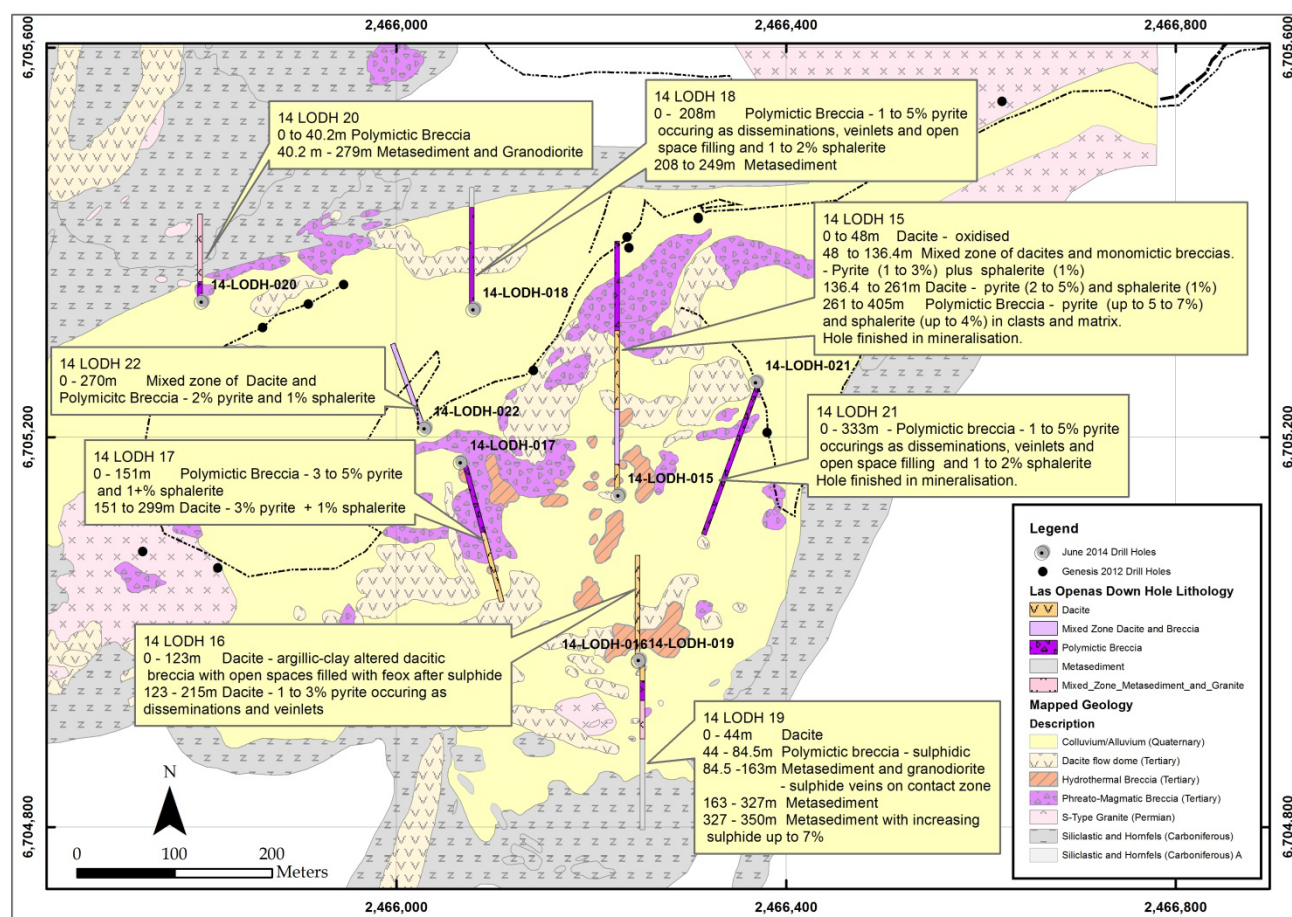 2,466,000
2,466,400
2,466,800
6,705,600
6,705,600
14 LODH 20
0 to 40.2m Polymictic Breccia
40.2 m - 279m Metasediment and Granodiorite
14 LODH 18
0 - 208m Polymictic Breccia - 1 to 5% pyrite
occuring as disseminations, veinlets and open
space filling and 1 to 2% sphalerite
208 to 249m Metasediment
14 LODH 15
0 to 48m Dacite - oxidised
48 to 136.4m Mixed zone of dacites and monomictic breccias.
- Pyrite (1 to 3%) plus sphalerite (1%)
136.4 to 261m Dacite - pyrite (2 to 5%) and sphalerite (1%)
261 to 405m Polymictic Breccia - pyrite (up to 5 to 7%)
and sphalerite (up to 4%) in clasts and matrix.
Hole finished in mineralisation.
14-LODH-020
14-LODH-018
14 LODH 22
0 - 270m Mixed zone of Dacite and
Polymicitc Breccia - 2% pyrite and 1% sphalerite
14-LODH-021
14-LODH-022
14-LODH-017
6,705,200
6,705,200
14 LODH 21
0 - 333m - Polymictic breccia - 1 to 5% pyrite
occurings as disseminations, veinlets and
open space filling and 1 to 2% sphalerite
Hole finished in mineralisation.
14 LODH 17
0 - 151m Polymictic Breccia - 3 to 5% pyrite
and 1+% sphalerite
151 to 299m Dacite - 3% pyrite + 1% sphalerite
14-LODH-015
14 LODH 16
0 - 123m Dacite - argillic-clay altered dacitic
breccia with open spaces filled with feox after sulphide
123 - 215m Dacite - 1 to 3% pyrite occuring as
disseminations and veinlets
14-LODH-016
14-LODH-019
14 LODH 19
0 - 44m Dacite
44 - 84.5m Polymictic breccia - sulphidic
84.5 -163m Metasediment and granodiorite
- sulphide veins on contact zone
163 - 327m Metasediment
327 - 350m Metasediment with increasing
sulphide up to 7%
Legend
June 2014 Drill Holes
Genesis 2012 Drill Holes
Las Openas Down Hole Lithology
Dacite
Mixed Zone Dacite and Breccia
Polymictic Breccia
Metasediment
Mixed_Zone_Metasediment_and_Granite
Mapped Geology
Description
Colluvium/Alluvium (Quaternary)
Dacite flow dome (Tertiary)
Hydrothermal Breccia (Tertiary)
Phreato-Magmatic Breccia (Tertiary)
S-Type Granite (Permian)
Siliclastic and Hornfels (Carboniferous)
Siliclastic and Hornfels (Carboniferous) A
N
0 100 200
Meters
6,704,800
6,704,800
2,466,000
2,466,400
2,466,800